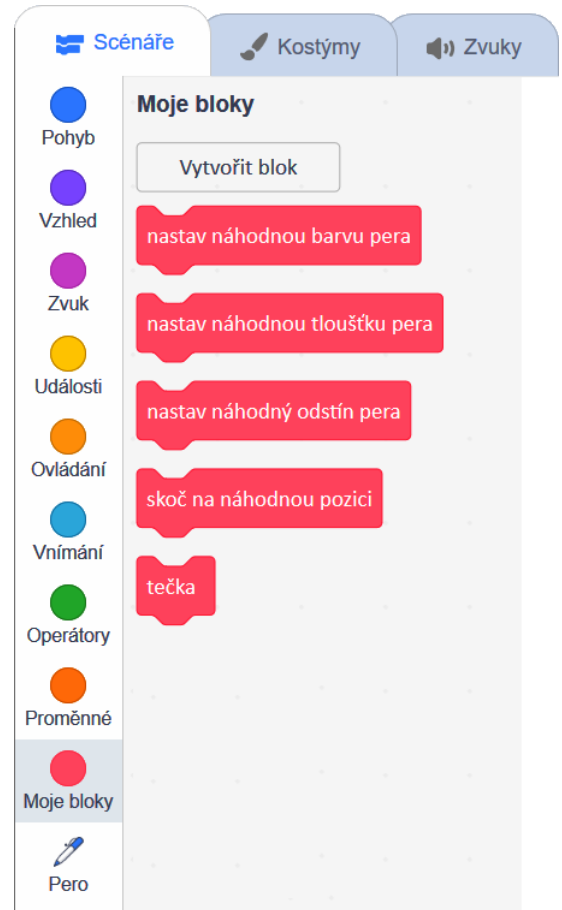 Scénáře
Kostýmy
Zvuky
Pohyb
Vzhled
Zvuk
Události
Ovládání
Vnímání
Operátory
Proměnné
Moje bloky
Pero
Moje bloky
Vytvořit blok
nastav náhodnou barvu pera
nastav náhodnou tloušťku pera
nastav náhodný odstín pera
skoč na náhodnou pozici
tečka